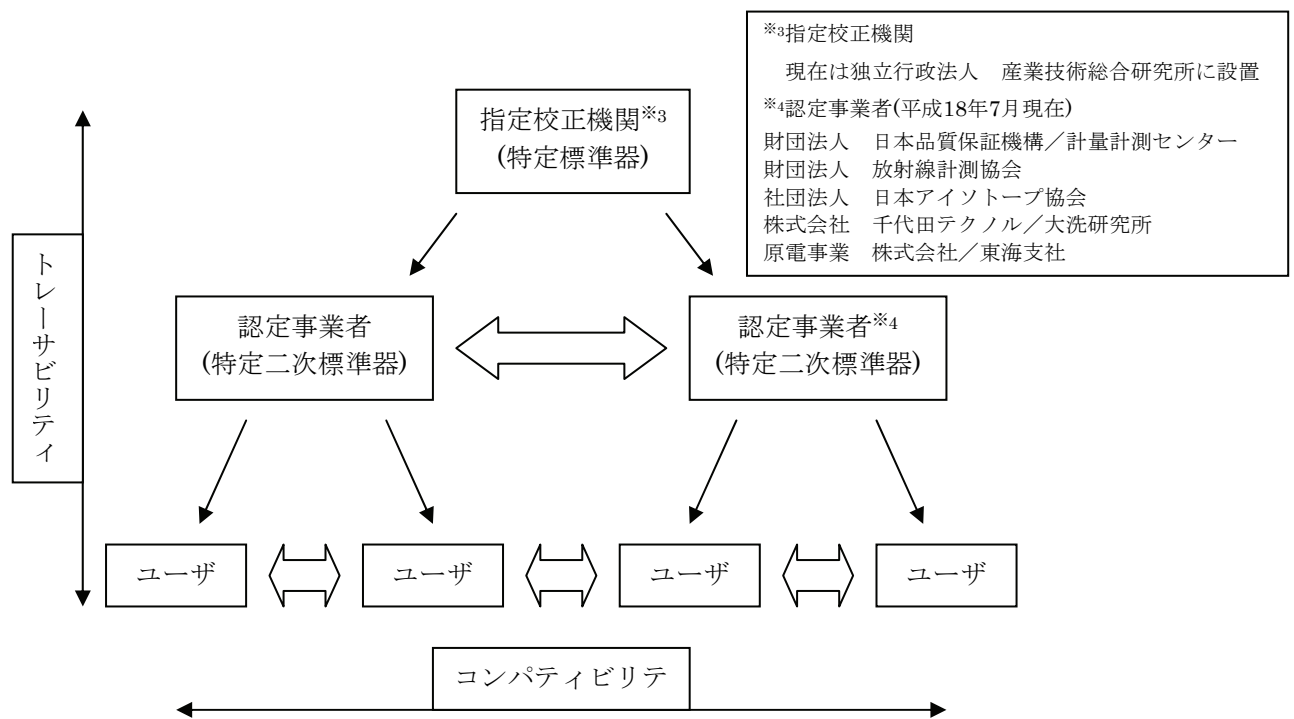 ※3指定校正機関
現在は独立行政法人　産業技術総合研究所に設置
※4認定事業者(平成18年7月現在)
財団法人　日本品質保証機構／計量計測センター
財団法人　放射線計測協会
社団法人　日本アイソトープ協会
株式会社　千代田テクノル／大洗研究所
原電事業　株式会社／東海支社
指定校正機関※3
(特定標準器)
トレーサビリティ
認定事業者
(特定二次標準器)
認定事業者※4
(特定二次標準器)
ユーザ
ユーザ
ユーザ
ユーザ
コンパティビリテ